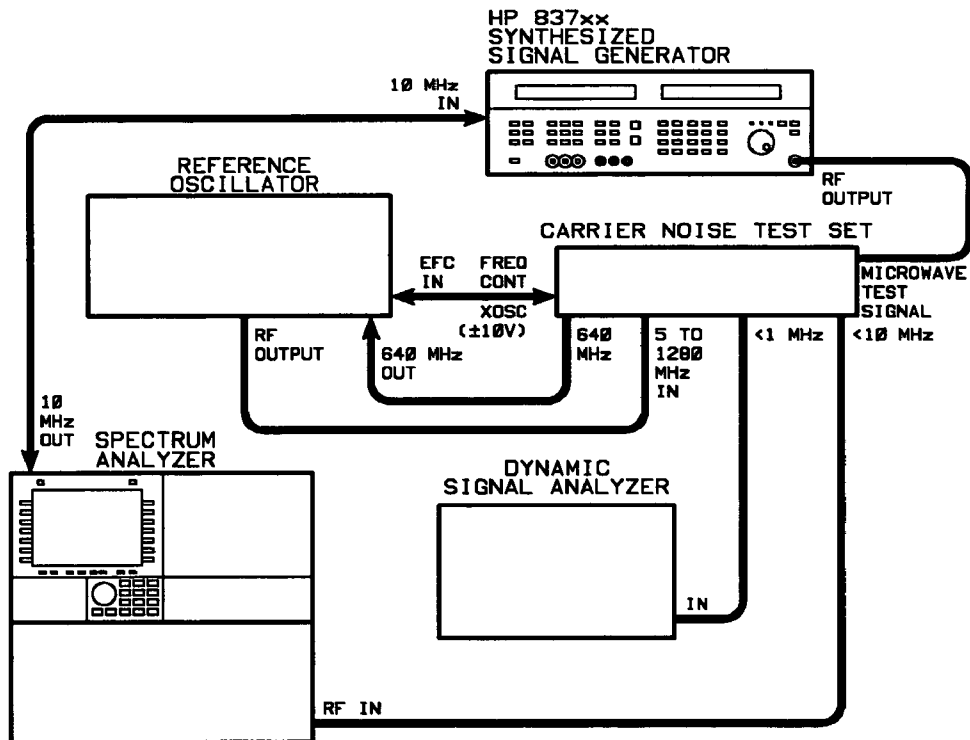 HP 837xx
SYNTHESIZED
SIGNAL GENERATOR
10 MHz
IN
REFERENCE
OSCILLATOR
RF
OUTPUT
CARRIER NOISE TEST SET
EFC
IN
FREQ
CONT
XOSC
(±10V)
MICROWAVE
TEST
SIGNAL
RF
OUTPUT
640 MHz
OUT
640
MHz
5 TO
1280
MHz
IN
<1 MHz
<10 MHz
10
MHz
OUT
SPECTRUM
ANALYZER
DYNAMIC
SIGNAL ANALYZER
IN
RF IN